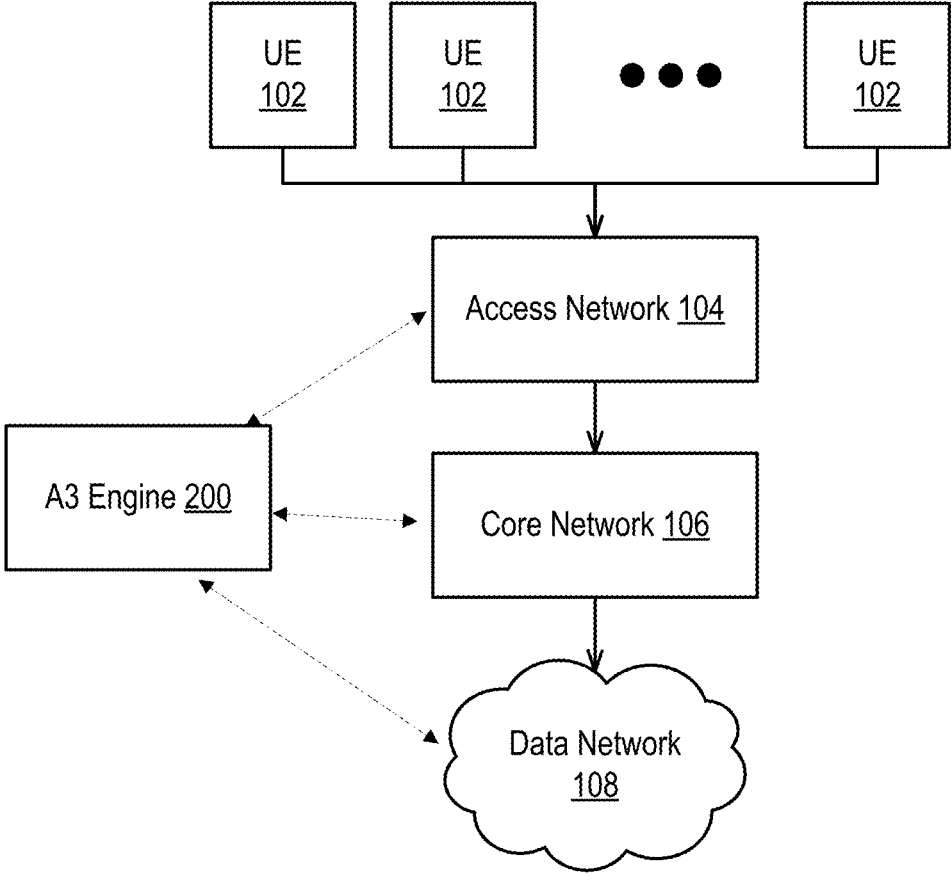 UE
102
UE
102
UE
102
Access Network 104
A3 Engine 200
Core Network 106
Data Network
108